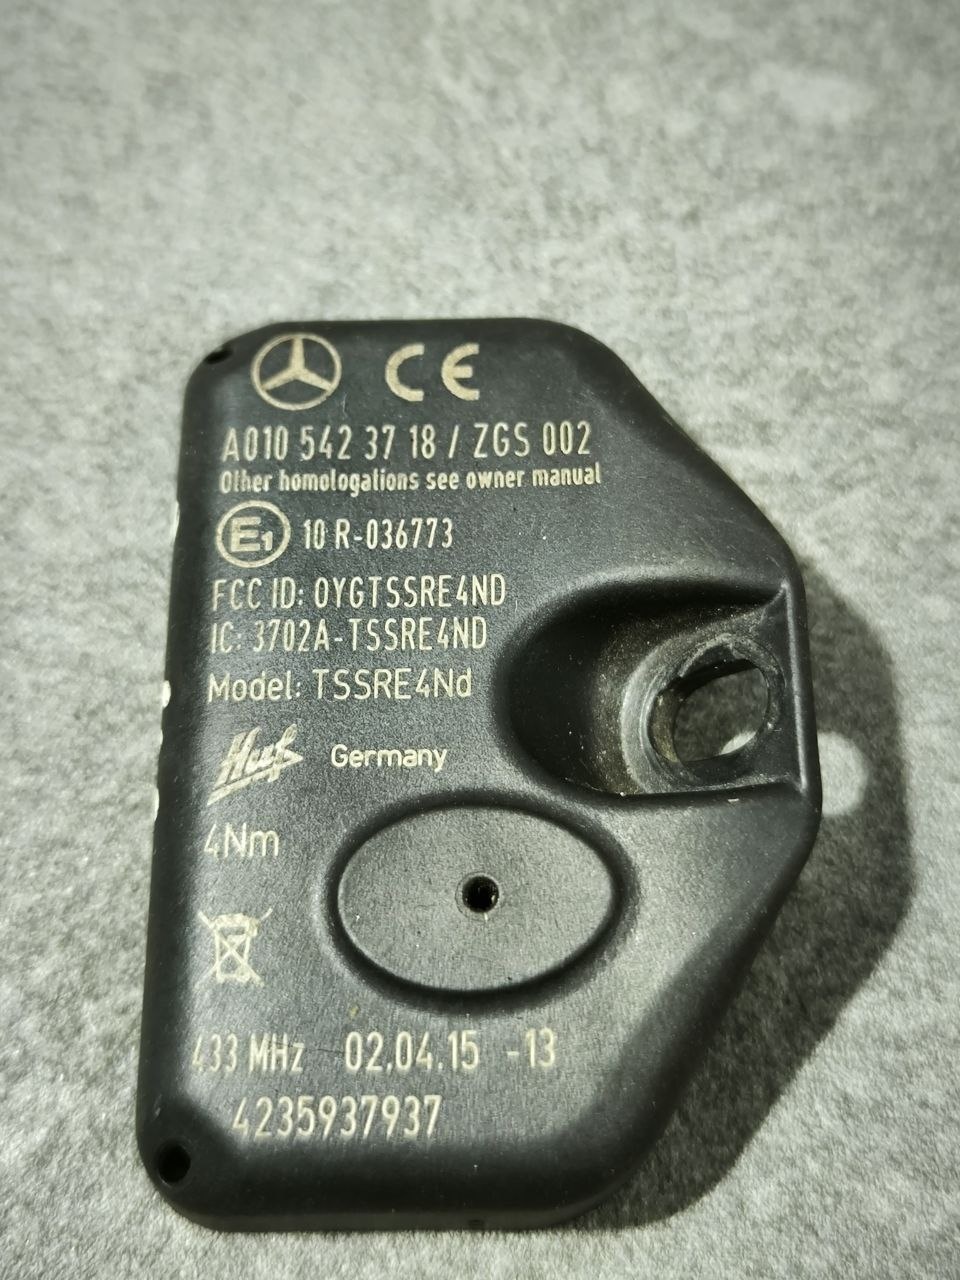 CE
A010 542 37 18 / ZGS 002
Other homologations see owner manual
E1 10 R-036773
FCC ID: OYGTSSRE4ND
IC: 3702A-TSSRE4ND
Model: TSSRE4Nd
Huf Germany
4Nm
433 MHz 02.04.15 -13
4235937937